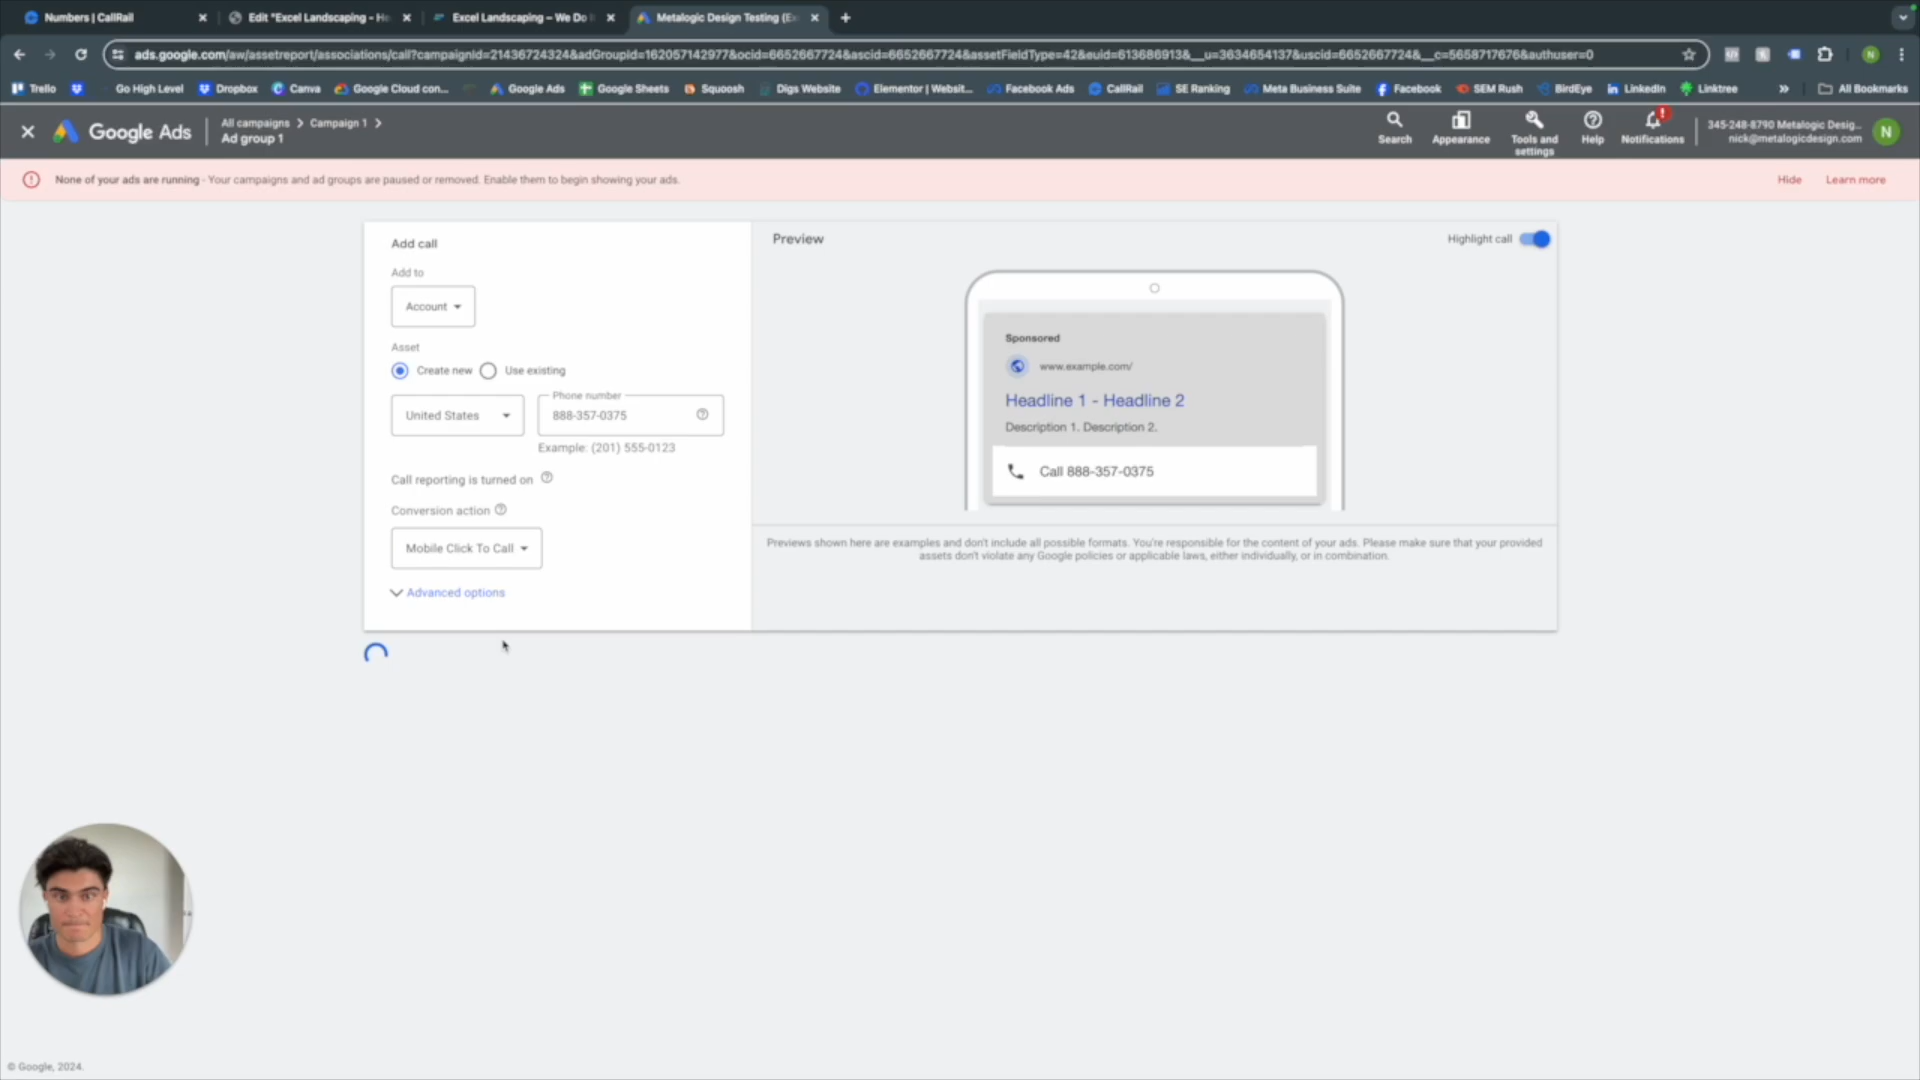 Numbers | CallRail
Edit "Excel Landscaping - H
Excel Landscaping – We Do
Metalogic Design Testing (E
ads.google.com/aw/assetreport/associations/call?campaignId=21436724324&adGroupId=162057142977&ocid=6652667724&ascid=6652667724&assetFieldType=42&euid=613686913&__u=3634654137&uscid=6652667724&__c=5658717676&authuser=0
N
Trello
Go High Level
Dropbox
Canva
Google Cloud con...
Google Ads
Google Sheets
Squoosh
Digs Website
Elementor | Websit...
Facebook Ads
CallRail
SE Ranking
Meta Business Suite
Facebook
SEM Rush
BirdEye
LinkedIn
Linktree
All Bookmarks
Google Ads
All campaigns
Campaign 1
Ad group 1
Search
Appearance
Tools and settings
Help
Notifications
345-248-8790 Metalogic Desig...
nick@metalogicdesign.com
N
None of your ads are running - Your campaigns and ad groups are paused or removed. Enable them to begin showing your ads.
Hide
Learn more
Add call
Add to
Account
Asset
Create new
Use existing
United States
Phone number
888-357-0375
Example: (201) 555-0123
Call reporting is turned on
Conversion action
Mobile Click To Call
Advanced options
Preview
Highlight call
Sponsored
www.example.com/
Headline 1 - Headline 2
Description 1. Description 2.
Call 888-357-0375
Previews shown here are examples and don't include all possible formats. You're responsible for the content of your ads. Please make sure that your provided
assets don't violate any Google policies or applicable laws, either individually, or in combination.
© Google, 2024.